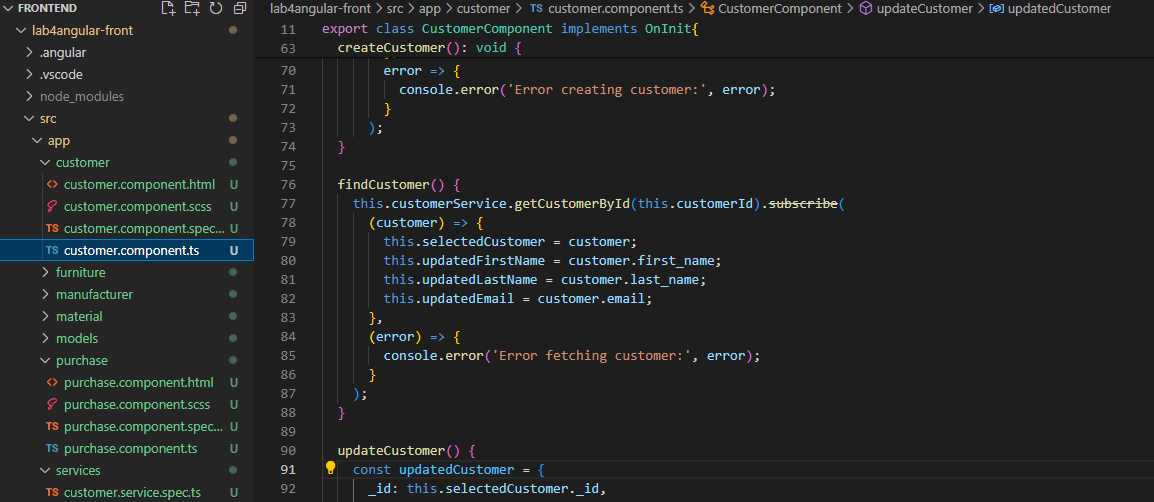 FRONTEND
lab4angular-front
.angular
.vscode
node_modules
src
app
customer
customer.component.html U
customer.component.scss U
TS customer.component.spec... U
TS customer.component.ts U
furniture
manufacturer
material
models
purchase
purchase.component.html U
purchase.component.scss U
TS purchase.component.spec... U
TS purchase.component.ts U
services
TS customer.service.spec.ts U
lab4angular-front > src > app > customer > TS customer.component.ts > CustomerComponent > updateCustomer > updatedCustomer
11 export class CustomerComponent implements OnInit{
63 createCustomer(): void {
70 error => {
71 console.error('Error creating customer:', error);
72 }
73 );
74 }
75
76 findCustomer() {
77 this.customerService.getCustomerById(this.customerId).subscribe(
78 (customer) => {
79 this.selectedCustomer = customer;
80 this.updatedFirstName = customer.first_name;
81 this.updatedLastName = customer.last_name;
82 this.updatedEmail = customer.email;
83 },
84 (error) => {
85 console.error('Error fetching customer:', error);
86 }
87 );
88 }
89
90 updateCustomer() {
91 const updatedCustomer = {
92 _id: this.selectedCustomer._id,